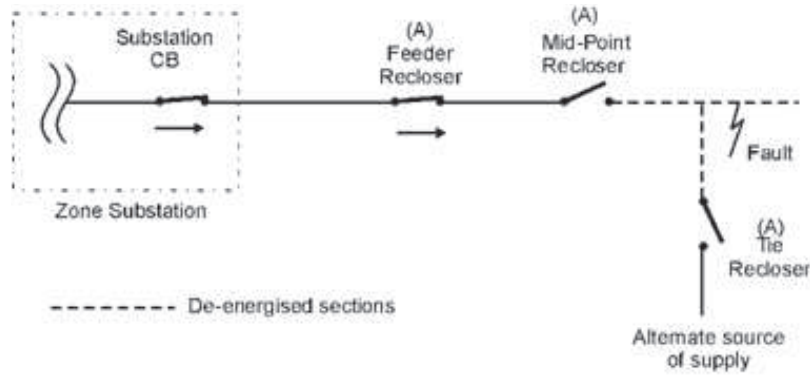 Substation
CB
(A)
Feeder
Recloser
(A)
Mid-Point
Recloser
Fault
Zone Substation
(A)
Tie
Recloser
De-energised sections
Alternate source
of supply